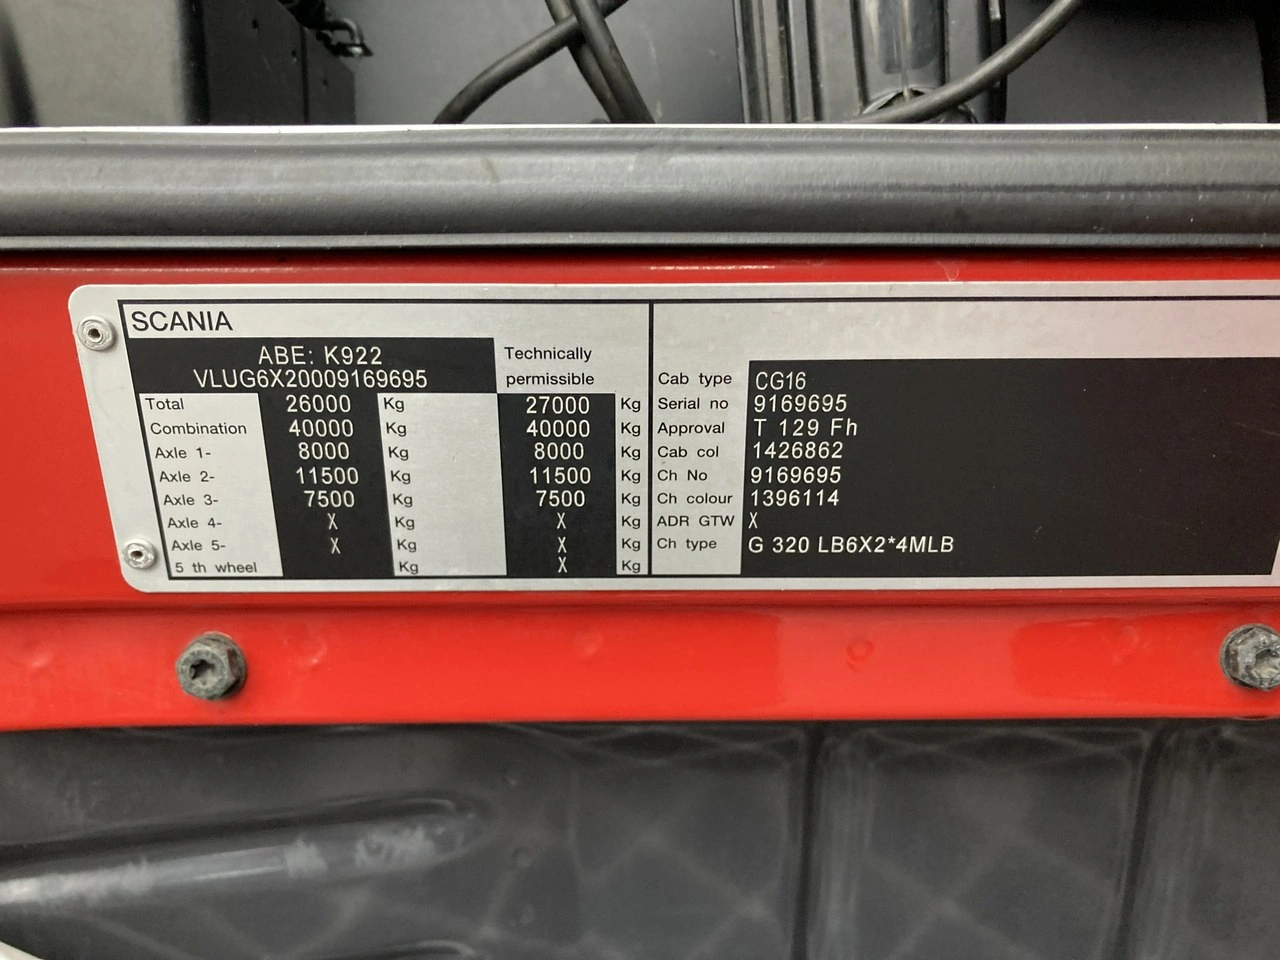 SCANIA
ABE: K922
VLUG6X20009169695
Technically
permissible
Total 26000 Kg 27000 Kg
Combination 40000 Kg 40000 Kg
Axle 1- 8000 Kg 8000 Kg
Axle 2- 11500 Kg 11500 Kg
Axle 3- 7500 Kg 7500 Kg
Axle 4- X Kg X Kg
Axle 5- X Kg X Kg
5 th wheel Kg X Kg
Cab type CG16
Serial no 9169695
Approval T 129 Fh
Cab col 1426862
Ch No 9169695
Ch colour 1396114
ADR GTW X
Ch type G 320 LB6X2*4MLB